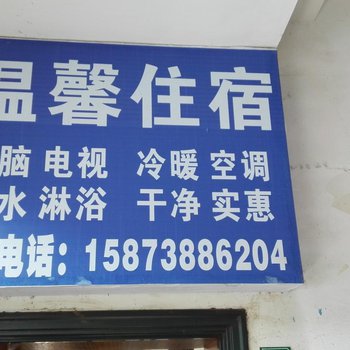 温馨住宿
脑 电视 冷暖 空调
水 淋浴 干净 实惠
电话：15873886204